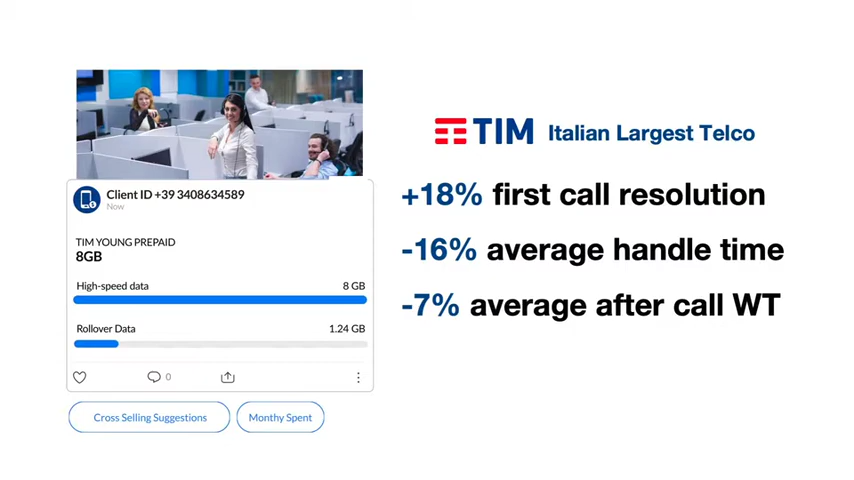 TIM Italian Largest Telco
+18% first call resolution
-16% average handle time
-7% average after call WT
Client ID +39 3408634589
Now
TIM YOUNG PREPAID
8GB
High-speed data 8 GB
Rollover Data 1.24 GB
0
Cross Selling Suggestions Monthy Spent